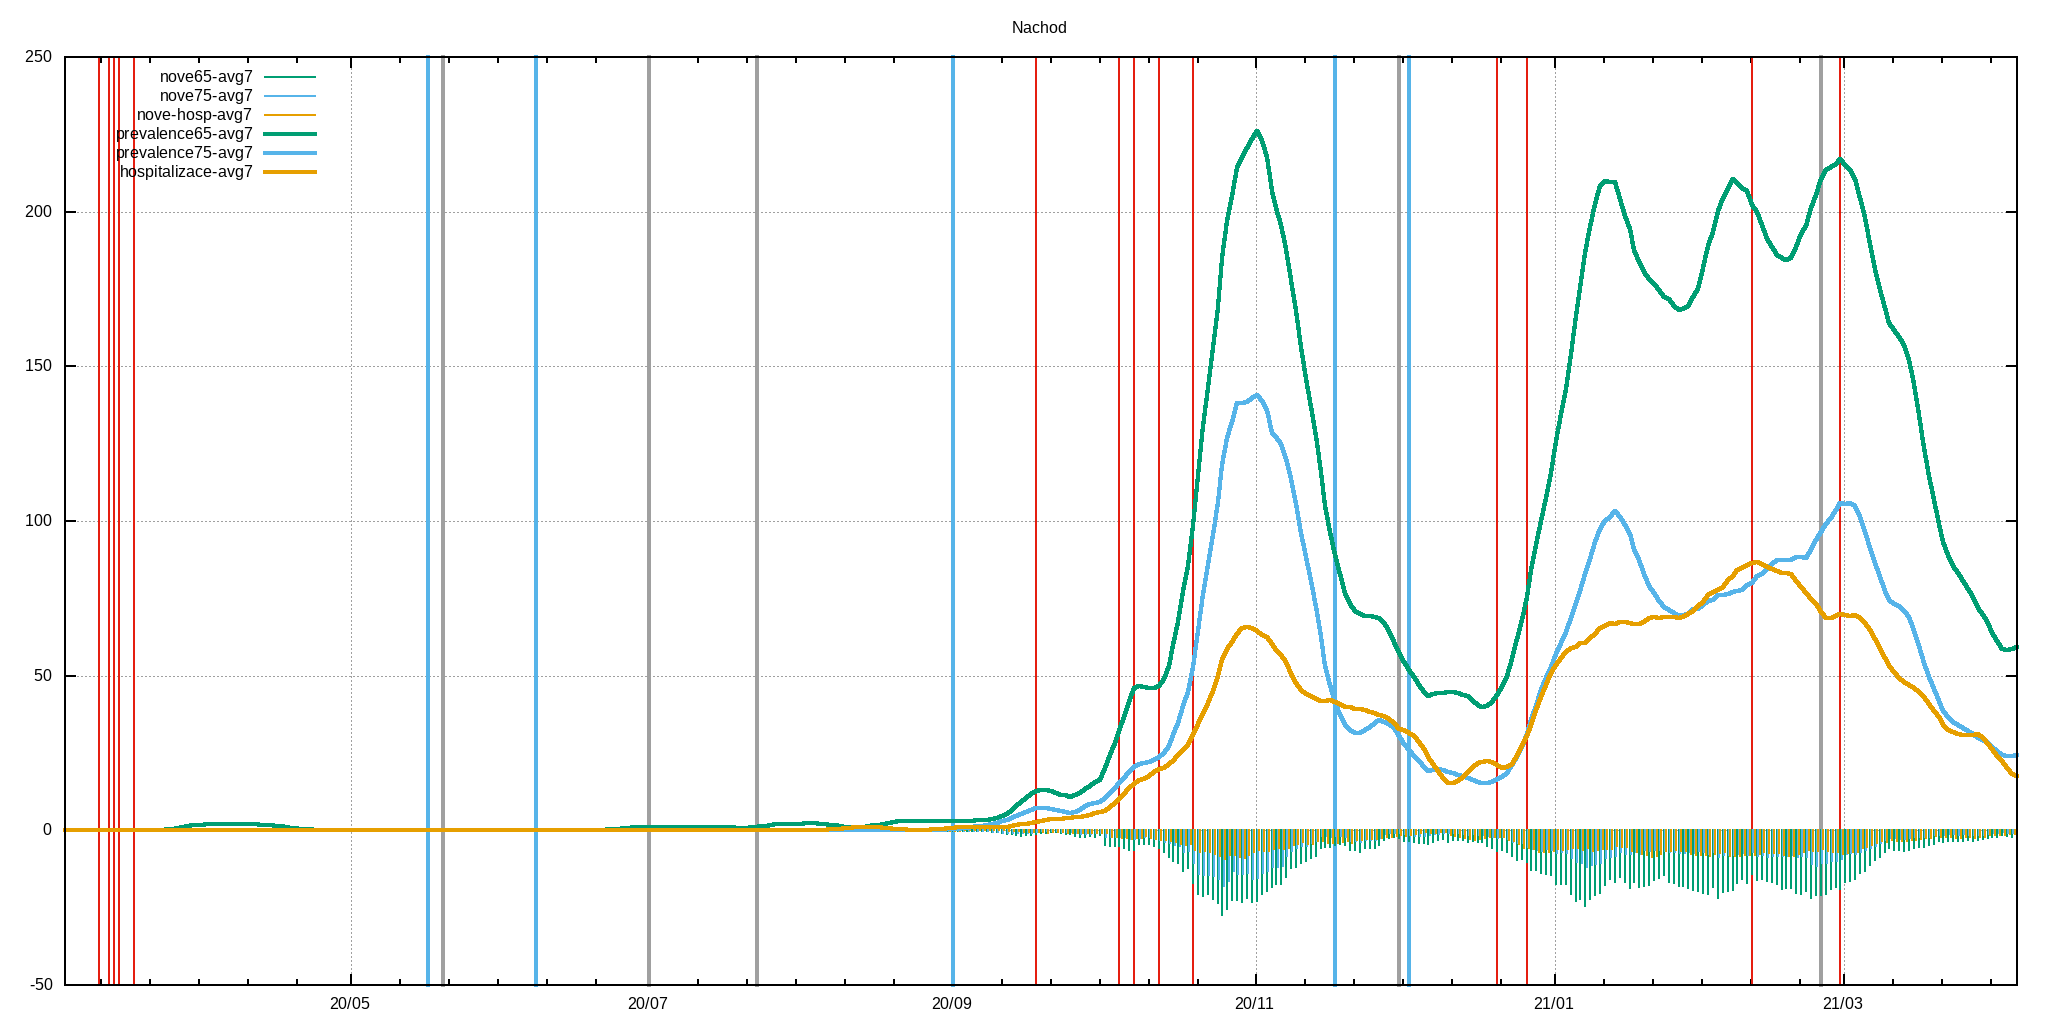 Nachod
250
nove65-avg7
nove75-avg7
nove-hosp-avg7
prevalence65-avg7
prevalence75-avg7
hospitalizace-avg7
200
150
100
50
0
-50
20/05 20/07 20/09 20/11 21/01 21/03